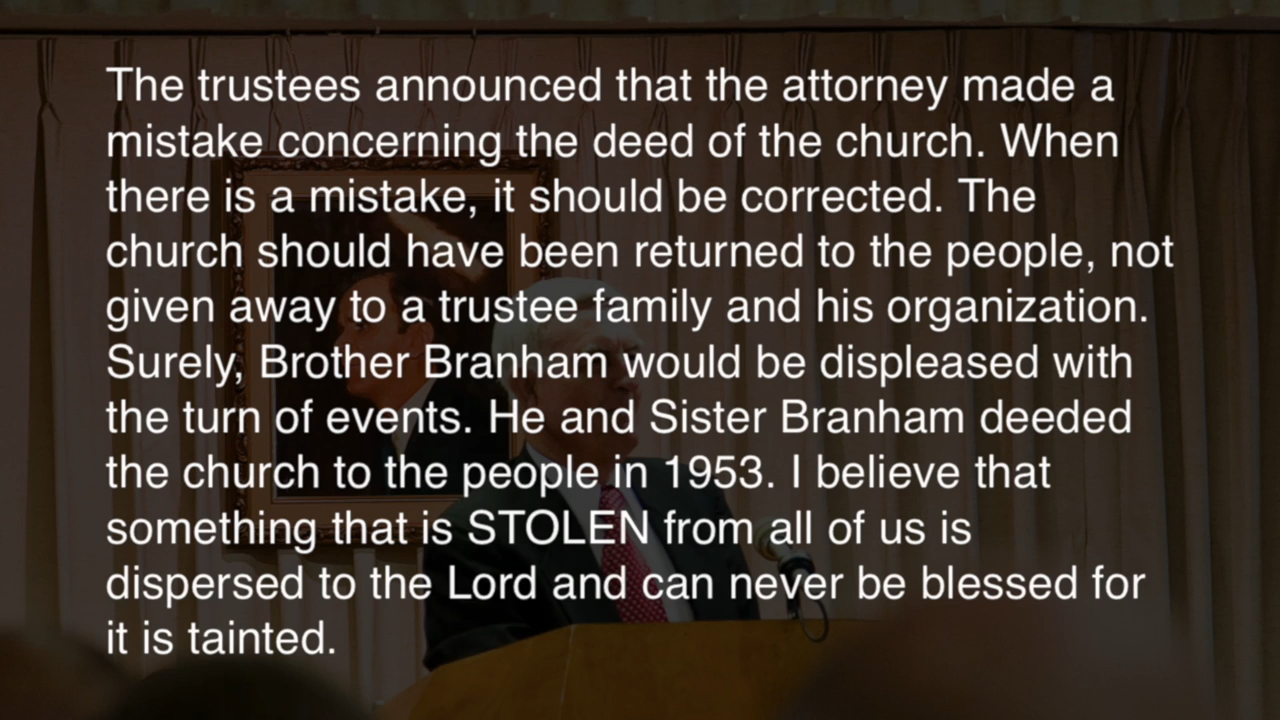 The trustees announced that the attorney made a
mistake concerning the deed of the church. When
there is a mistake, it should be corrected. The
church should have been returned to the people, not
given away to a trustee family and his organization.
Surely, Brother Branham would be displeased with
the turn of events. He and Sister Branham deeded
the church to the people in 1953. I believe that
something that is STOLEN from all of us is
dispersed to the Lord and can never be blessed for
it is tainted.